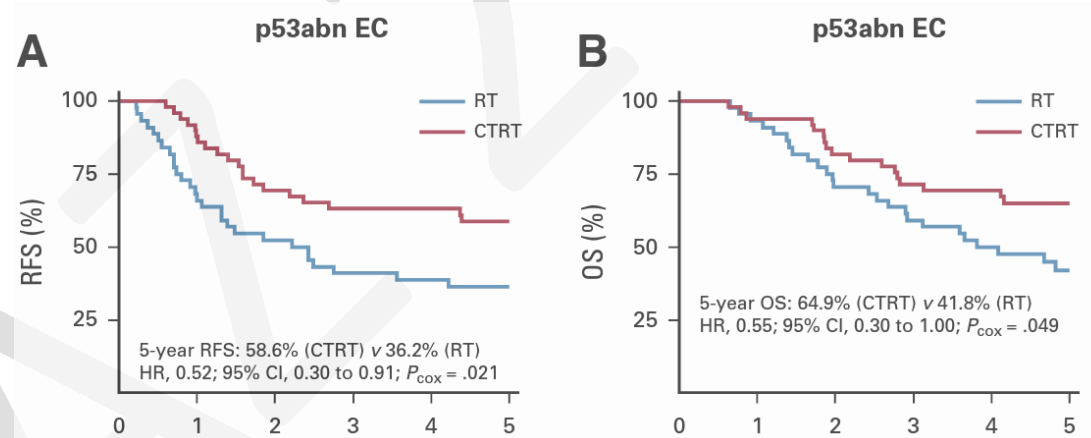 A
p53abn EC
RFS (%)
100
75
50
25
RT
CTRT
5-year RFS: 58.6% (CTRT) v 36.2% (RT)
HR, 0.52; 95% CI, 0.30 to 0.91; Pcox = .021
0 1 2 3 4 5
B
p53abn EC
OS (%)
100
75
50
25
RT
CTRT
5-year OS: 64.9% (CTRT) v 41.8% (RT)
HR, 0.55; 95% CI, 0.30 to 1.00; Pcox = .049
0 1 2 3 4 5